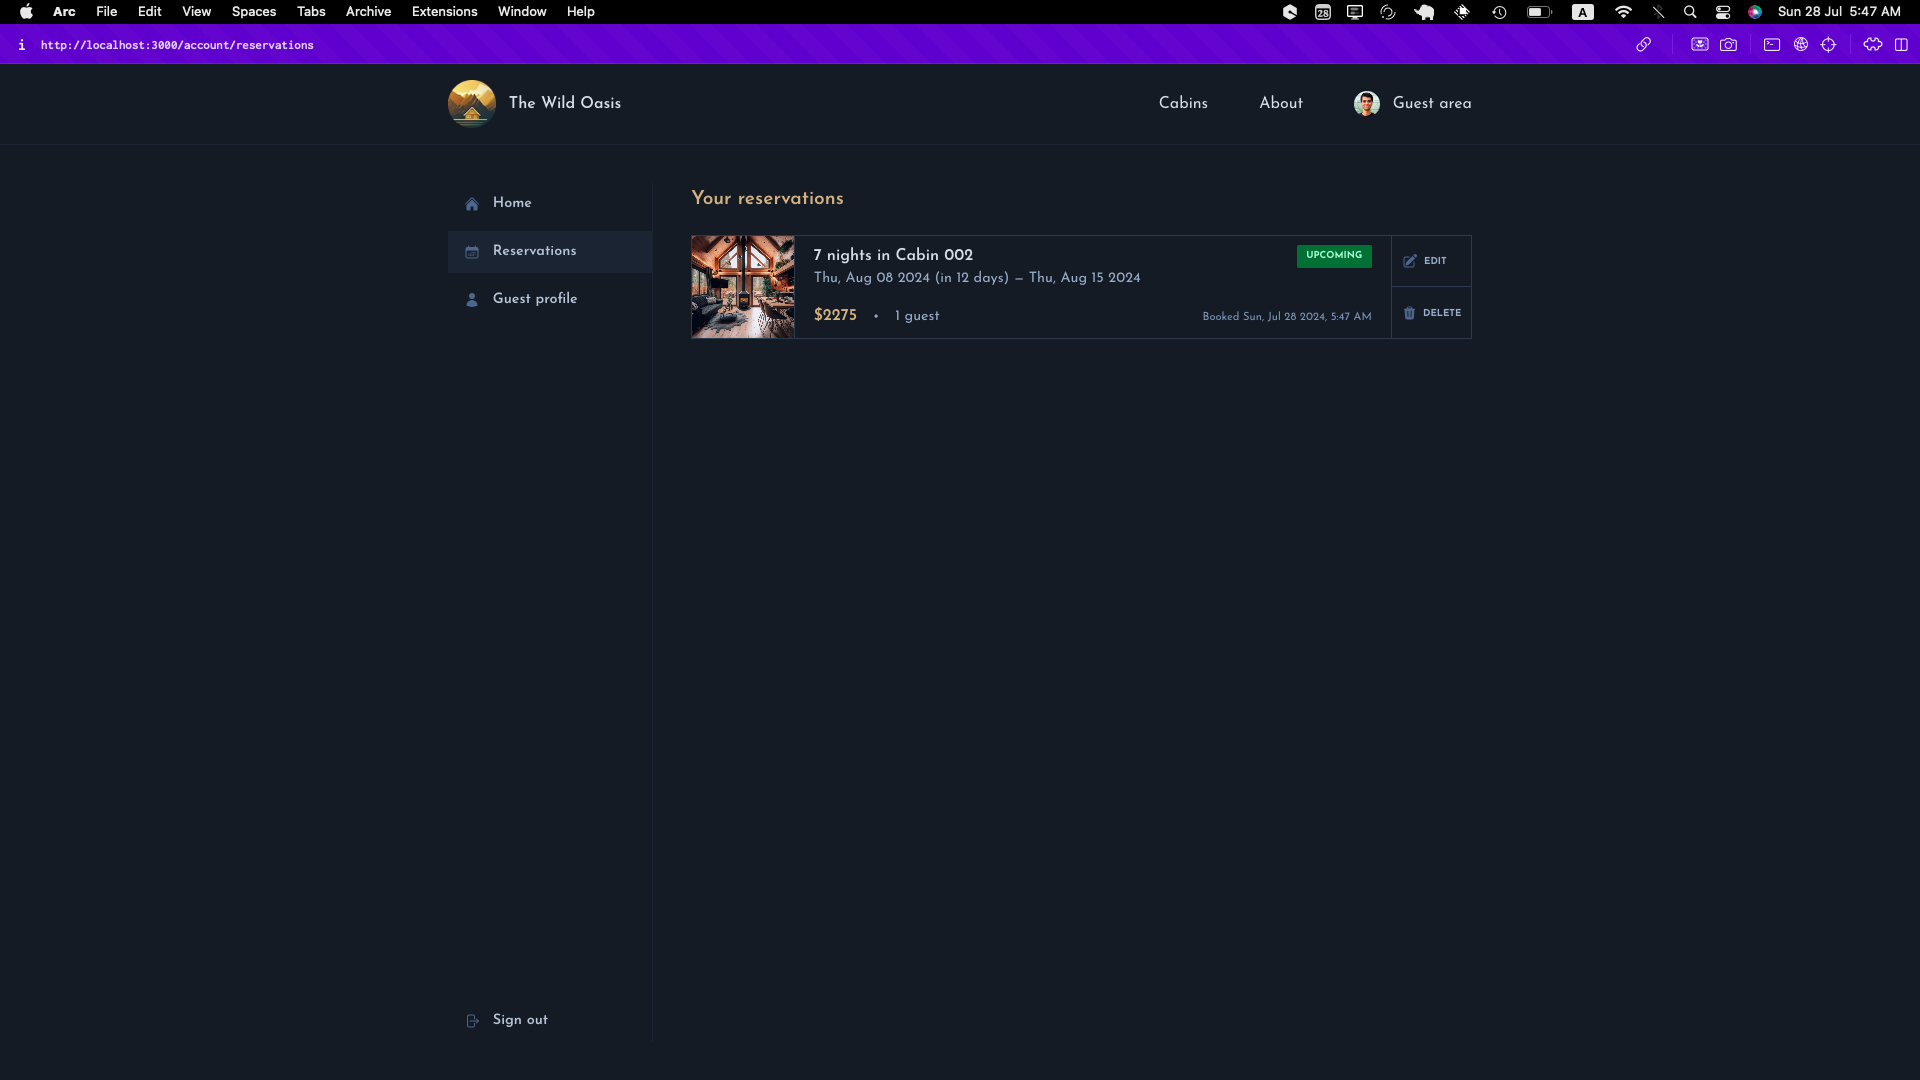 Arc File Edit View Spaces Tabs Archive Extensions Window Help 28 A Sun 28 Jul 5:47 AM
http://localhost:3000/account/reservations
The Wild Oasis Cabins About Guest area
Home
Reservations
Guest profile
Sign out
Your reservations
7 nights in Cabin 002 UPCOMING
Thu, Aug 08 2024 (in 12 days) — Thu, Aug 15 2024
$2275 • 1 guest Booked Sun, Jul 28 2024, 5:47 AM
EDIT
DELETE